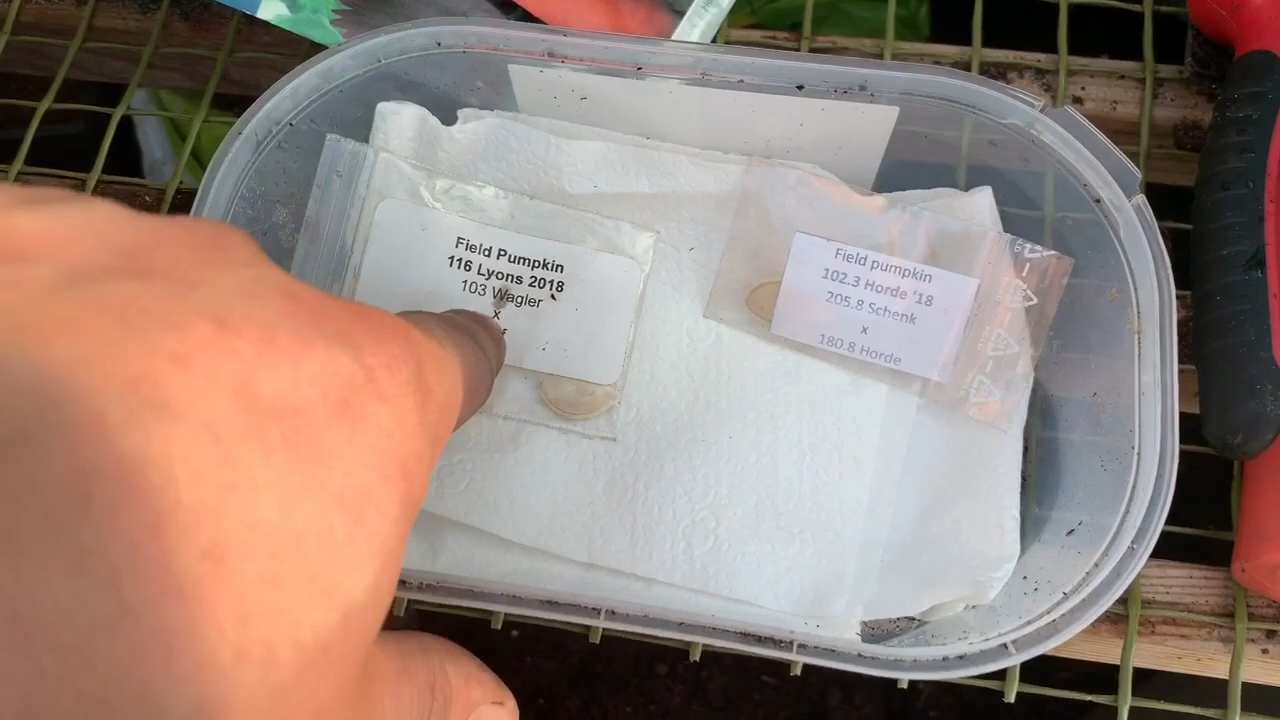 Field Pumpkin
116 Lyons 2018
103 Wagler
x
Field pumpkin
102.3 Horde '18
205.8 Schenk
x
180.8 Horde